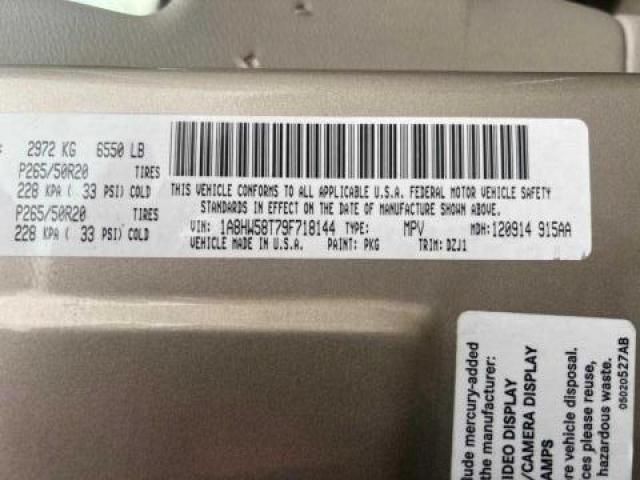 : 2972 KG 6550 LB
P265/50R20 TIRES
228 KPA ( 33 PSI) COLD
P265/50R20 TIRES
228 KPA ( 33 PSI) COLD
THIS VEHICLE CONFORMS TO ALL APPLICABLE U.S.A. FEDERAL MOTOR VEHICLE SAFETY
STANDARDS IN EFFECT ON THE DATE OF MANUFACTURE SHOWN ABOVE.
VIN: 1A8HW58T79F718144 TYPE: MPV MDH: 120914 915AA
VEHICLE MADE IN U.S.A. PAINT: PKG TRIM: DZJ1
lude mercury-added
the manufacturer:
IDEO DISPLAY
/CAMERA DISPLAY
AMPS
re vehicle disposal.
ces please reuse,
hazardous waste.
05020527AB